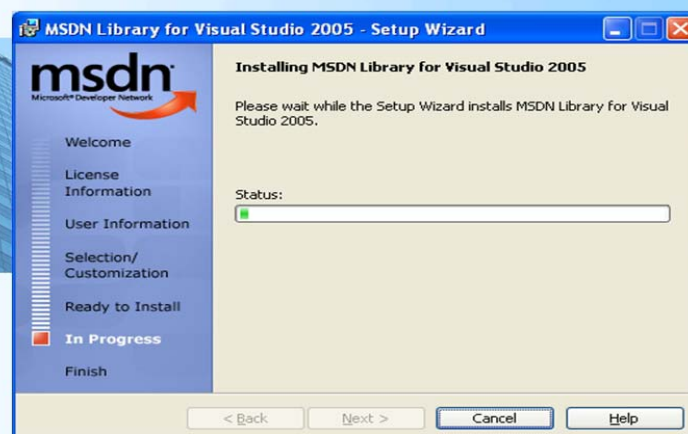 MSDN Library for Visual Studio 2005 - Setup Wizard
msdn
Microsoft® Developer Network
Welcome
License
Information
User Information
Selection/
Customization
Ready to Install
In Progress
Finish
Installing MSDN Library for Visual Studio 2005
Please wait while the Setup Wizard installs MSDN Library for Visual
Studio 2005.
Status:
< Back
Next >
Cancel
Help